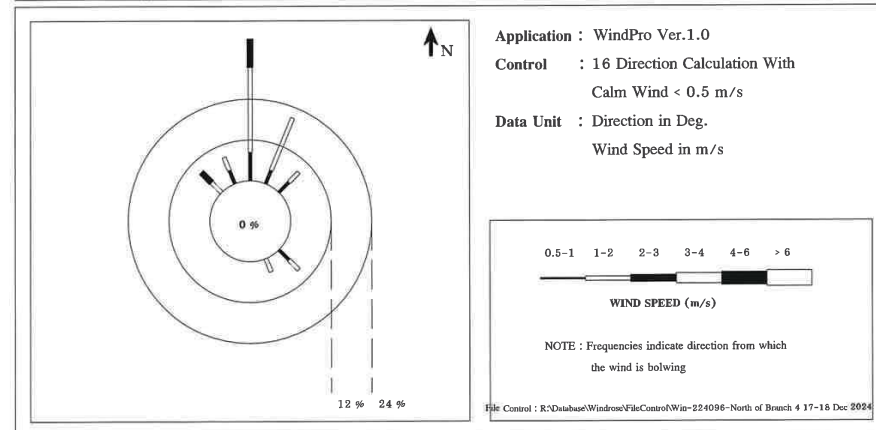 N
0 %
12 % 24 %
Application : WindPro Ver.1.0
Control : 16 Direction Calculation With
Calm Wind < 0.5 m/s
Data Unit : Direction in Deg.
Wind Speed in m/s
0.5-1 1-2 2-3 3-4 4-6 > 6
WIND SPEED (m/s)
NOTE : Frequencies indicate direction from which
the wind is bolwing
File Control : R:\Database\Windrose\FileControl\Win-224096-North of Branch 4 17-18 Dec 2024